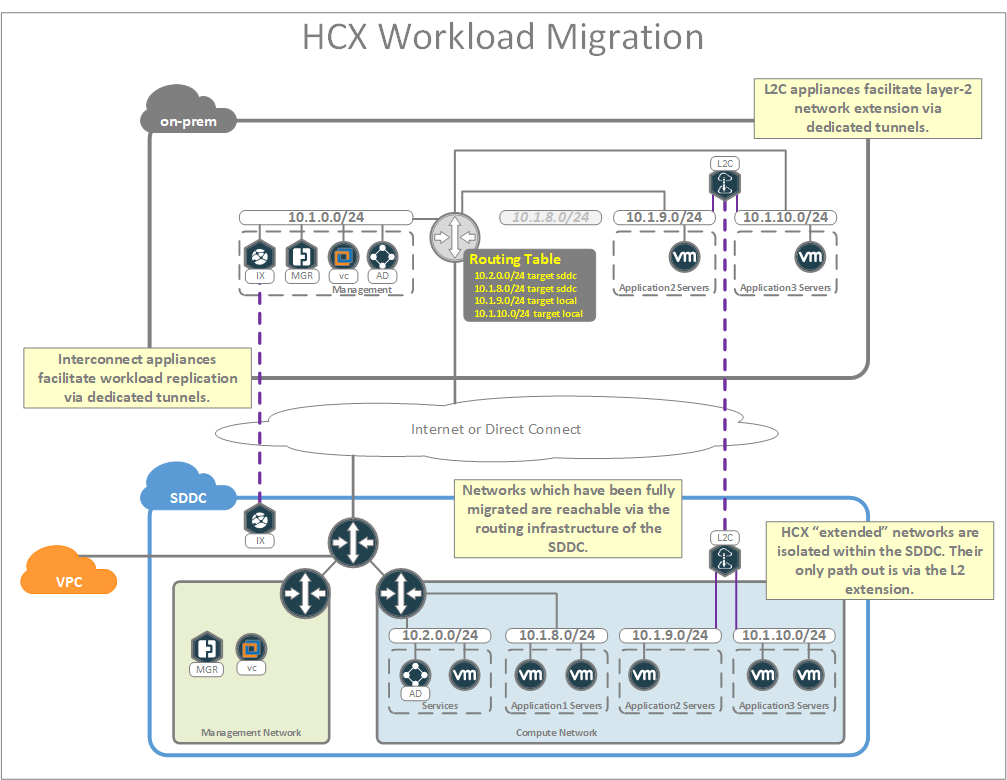 HCX Workload Migration
on-prem
L2C appliances facilitate layer-2
network extension via
dedicated tunnels.
L2C
10.1.0.0/24
10.1.8.0/24
10.1.9.0/24
10.1.10.0/24
IX
MGR
vc
AD
Management
vm
Application2 Servers
vm
Application3 Servers
Routing Table
10.2.0.0/24 target sddc
10.1.8.0/24 target sddc
10.1.9.0/24 target local
10.1.10.0/24 target local
Interconnect appliances
facilitate workload replication
via dedicated tunnels.
Internet or Direct Connect
SDDC
Networks which have been fully
migrated are reachable via the
routing infrastructure of the
SDDC.
IX
L2C
HCX “extended” networks are
isolated within the SDDC. Their
only path out is via the L2
extension.
VPC
MGR
vc
Management Network
10.2.0.0/24
10.1.8.0/24
10.1.9.0/24
10.1.10.0/24
AD
vm
Services
vm
vm
Application1 Servers
vm
Application2 Servers
vm
vm
Application3 Servers
Compute Network